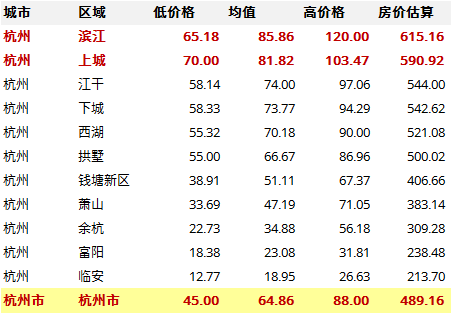 城市 区域 低价格 均值 高价格 房价估算
杭州 滨江 65.18 85.86 120.00 615.16
杭州 上城 70.00 81.82 103.47 590.92
杭州 江干 58.14 74.00 97.06 544.00
杭州 下城 58.33 73.77 94.29 542.62
杭州 西湖 55.32 70.18 90.00 521.08
杭州 拱墅 55.00 66.67 86.96 500.02
杭州 钱塘新区 38.91 51.11 67.37 406.66
杭州 萧山 33.69 47.19 71.05 383.14
杭州 余杭 22.73 34.88 56.18 309.28
杭州 富阳 18.38 23.08 31.81 238.48
杭州 临安 12.77 18.95 26.63 213.70
杭州市 杭州市 45.00 64.86 88.00 489.16